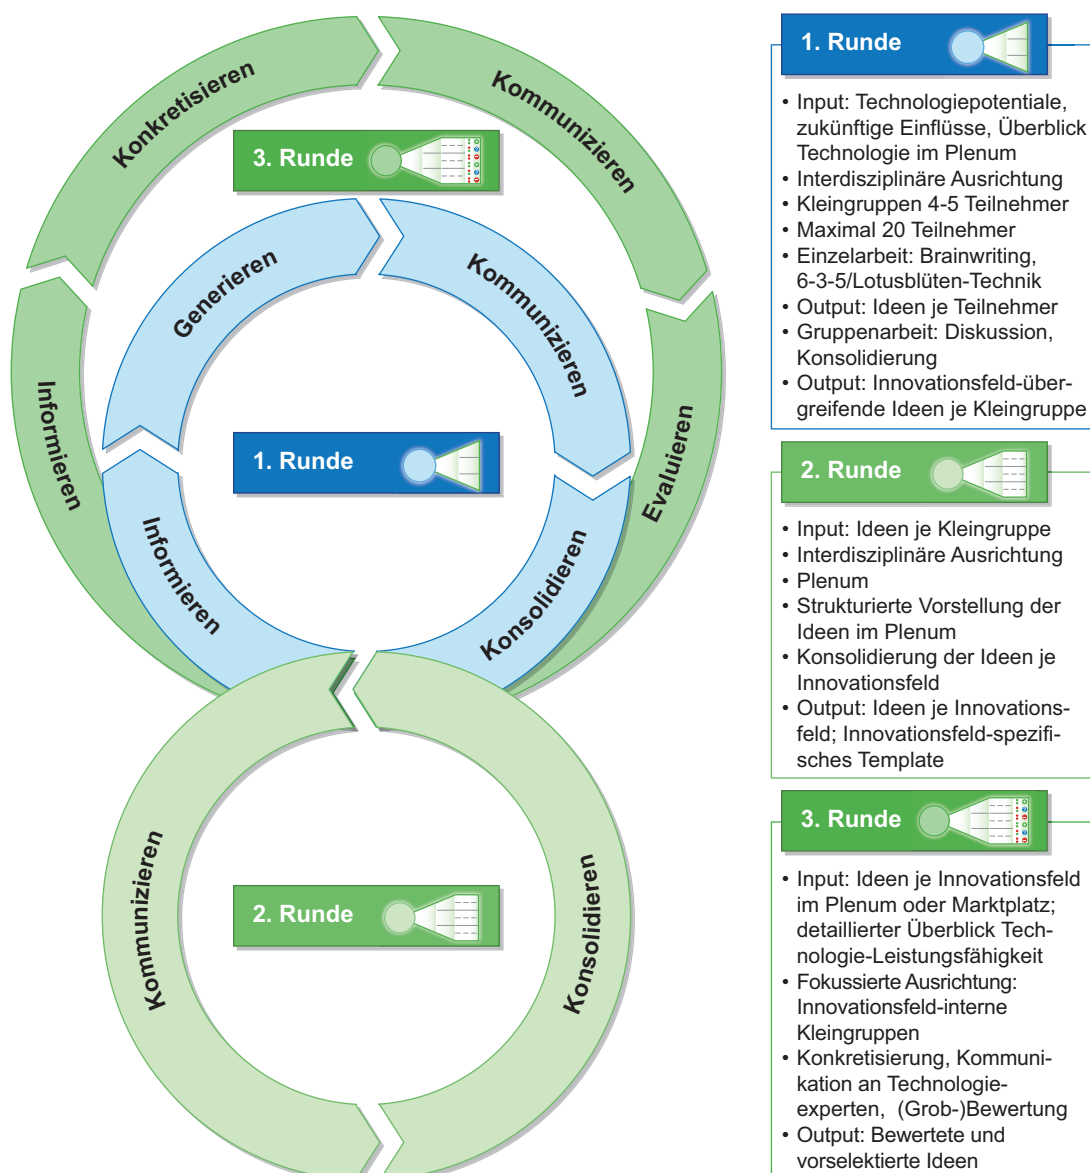 Konkretisieren
Kommunizieren
3. Runde
Generieren
Kommunizieren
Informieren
1. Runde
Evaluieren
Informieren
Konsolidieren
Kommunizieren
2. Runde
Konsolidieren
1. Runde
• Input: Technologiepotentiale,
zukünftige Einflüsse, Überblick
Technologie im Plenum
• Interdisziplinäre Ausrichtung
• Kleingruppen 4-5 Teilnehmer
• Maximal 20 Teilnehmer
• Einzelarbeit: Brainwriting,
6-3-5/Lotusblüten-Technik
• Output: Ideen je Teilnehmer
• Gruppenarbeit: Diskussion,
Konsolidierung
• Output: Innovationsfeld-über-
greifende Ideen je Kleingruppe
2. Runde
• Input: Ideen je Kleingruppe
• Interdisziplinäre Ausrichtung
• Plenum
• Strukturierte Vorstellung der
Ideen im Plenum
• Konsolidierung der Ideen je
Innovationsfeld
• Output: Ideen je Innovations-
feld; Innovationsfeld-spezifi-
sches Template
3. Runde
• Input: Ideen je Innovationsfeld
im Plenum oder Marktplatz;
detaillierter Überblick Tech-
nologie-Leistungsfähigkeit
• Fokussierte Ausrichtung:
Innovationsfeld-interne
Kleingruppen
• Konkretisierung, Kommuni-
kation an Technologie-
experten, (Grob-)Bewertung
• Output: Bewertete und
vorselektierte Ideen